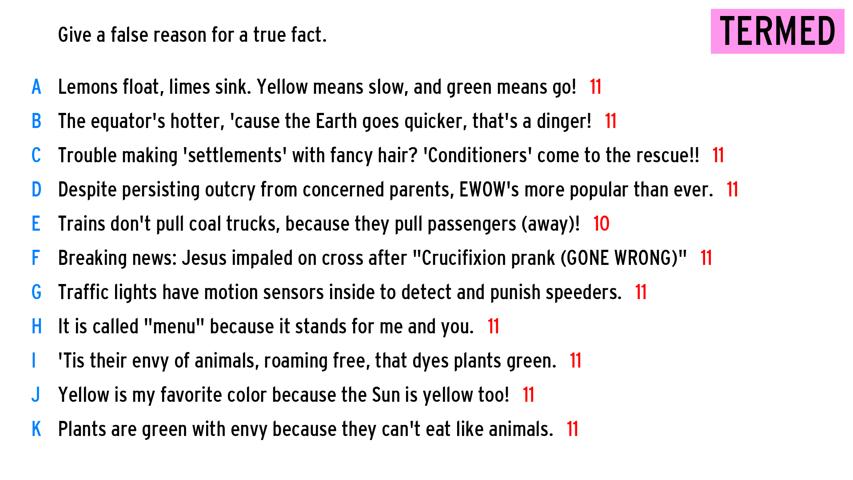 Give a false reason for a true fact.
TERMED
A Lemons float, limes sink. Yellow means slow, and green means go! 11
B The equator's hotter, 'cause the Earth goes quicker, that's a dinger! 11
C Trouble making 'settlements' with fancy hair? 'Conditioners' come to the rescue!! 11
D Despite persisting outcry from concerned parents, EWOW's more popular than ever. 11
E Trains don't pull coal trucks, because they pull passengers (away)! 10
F Breaking news: Jesus impaled on cross after "Crucifixion prank (GONE WRONG)" 11
G Traffic lights have motion sensors inside to detect and punish speeders. 11
H It is called "menu" because it stands for me and you. 11
I 'Tis their envy of animals, roaming free, that dyes plants green. 11
J Yellow is my favorite color because the Sun is yellow too! 11
K Plants are green with envy because they can't eat like animals. 11